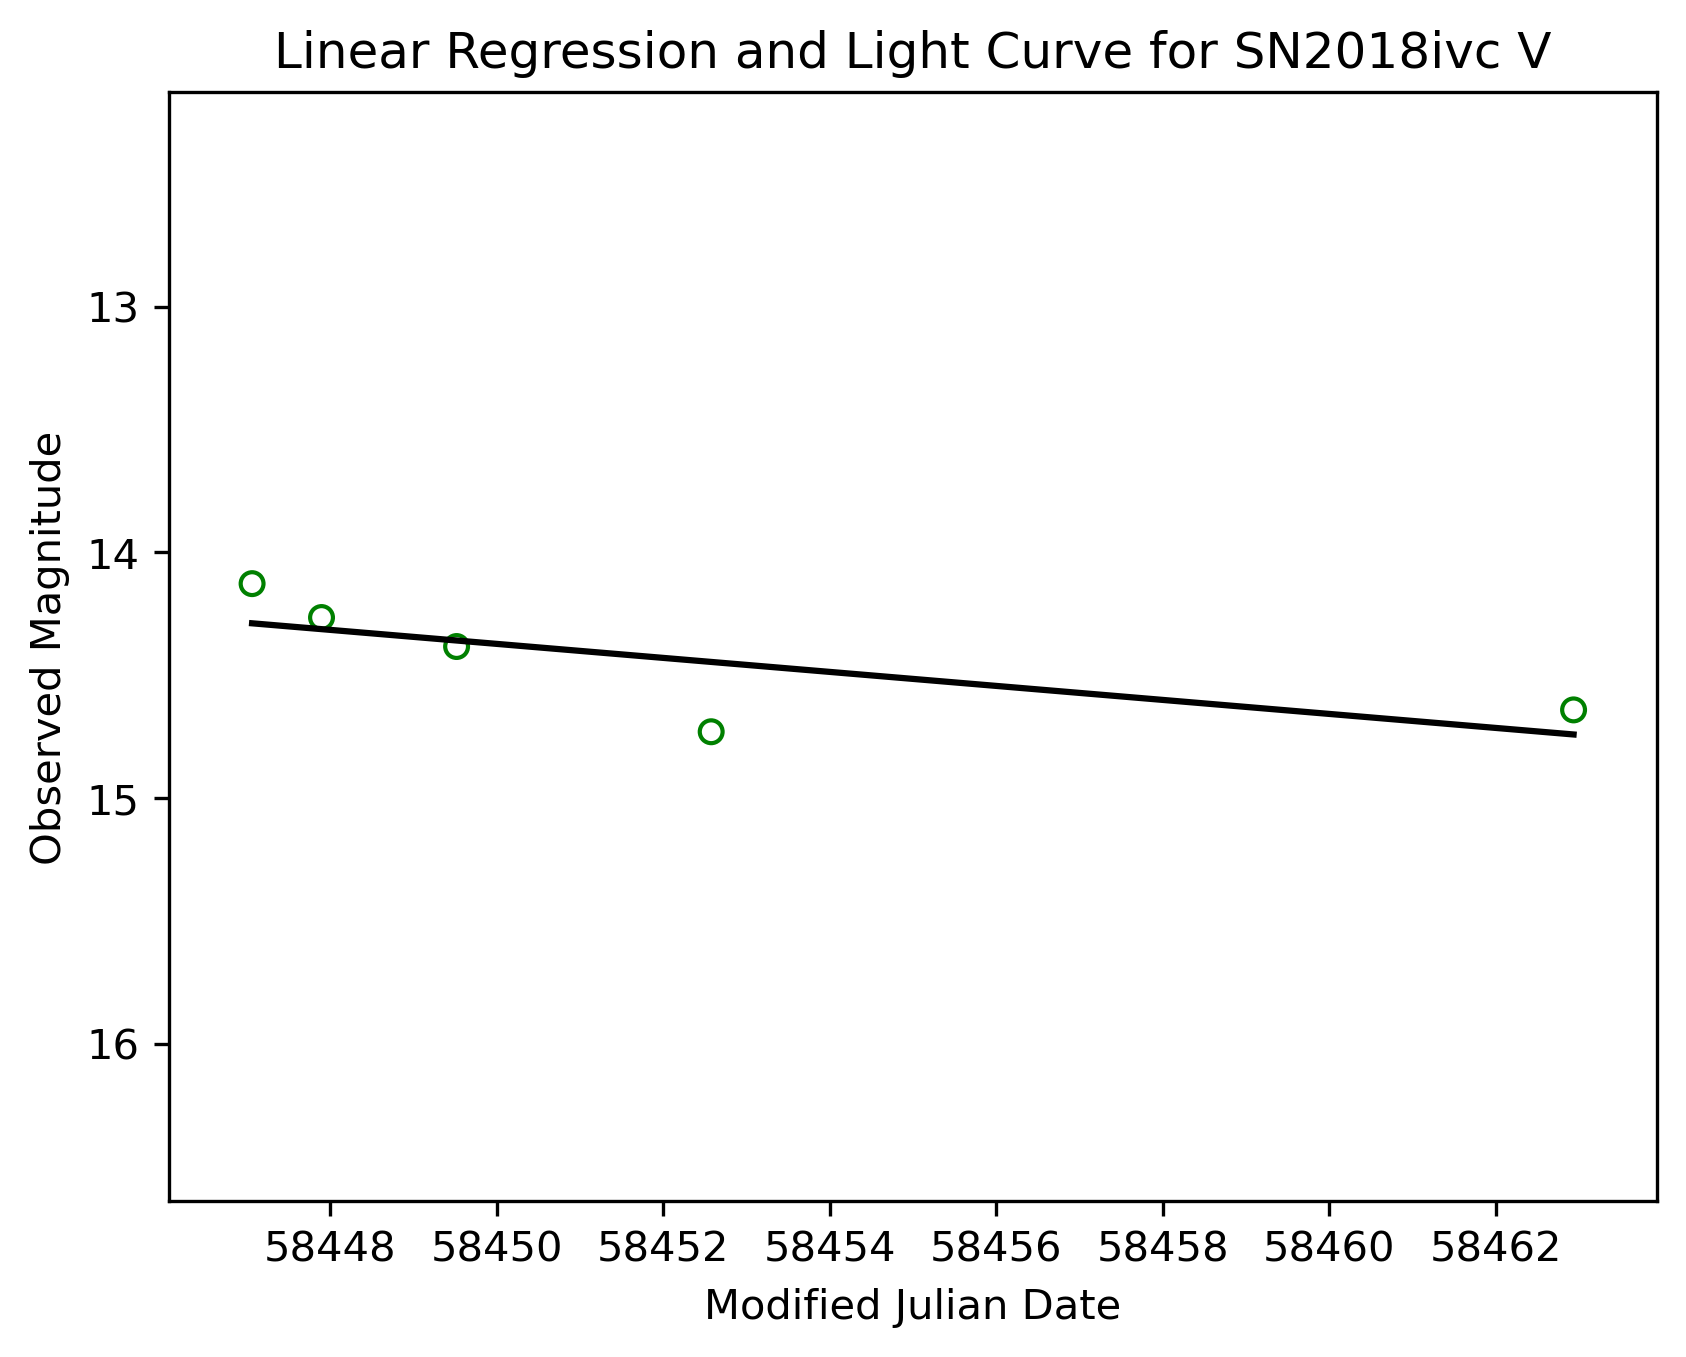 Linear Regression and Light Curve for SN2018ivc V
Observed Magnitude
13
14
15
16
58448 58450 58452 58454 58456 58458 58460 58462
Modified Julian Date